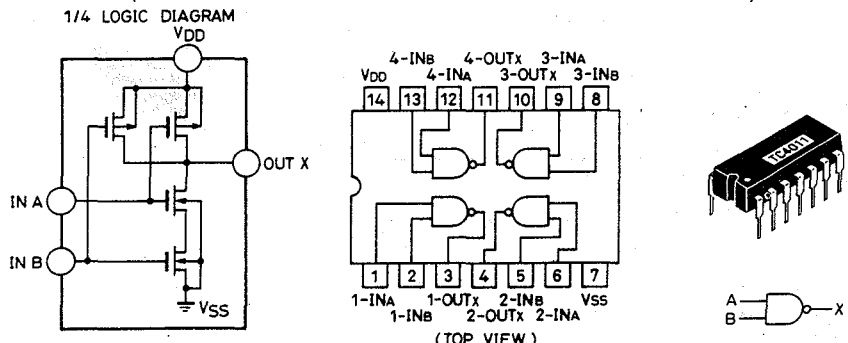 1/4 LOGIC DIAGRAM
VDD
OUT X
IN A
IN B
VSS
4-INB 4-OUTX 3-INA
VDD 4-INA 3-OUTX 3-INB
14 13 12 11 10 9 8
1 2 3 4 5 6 7
1-INA 1-OUTX 2-INB VSS
1-INB 2-OUTX 2-INA
(TOP VIEW)
TC4011
A
B
X